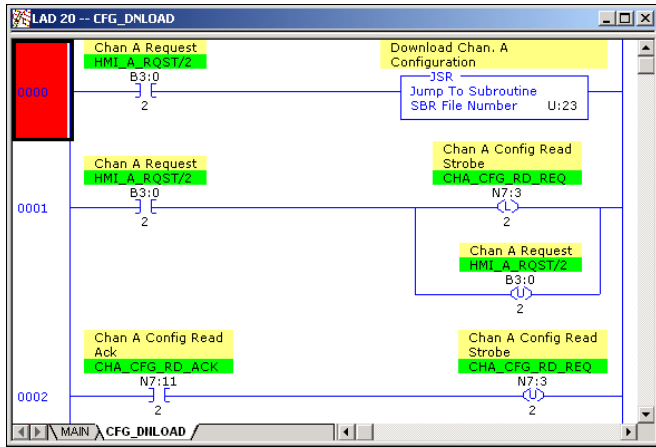 LAD 20 -- CFG_DNLOAD
Chan A Request
HMI_A_RQST/2
B3:0
2
Download Chan. A
Configuration
JSR
Jump To Subroutine
SBR File Number U:23
0000
Chan A Request
HMI_A_RQST/2
B3:0
2
Chan A Config Read
Strobe
CHA_CFG_RD_REQ
N7:3
L
2
0001
Chan A Request
HMI_A_RQST/2
B3:0
U
2
Chan A Config Read
Ack
CHA_CFG_RD_ACK
N7:11
2
Chan A Config Read
Strobe
CHA_CFG_RD_REQ
N7:3
U
2
0002
MAIN CFG_DNLOAD